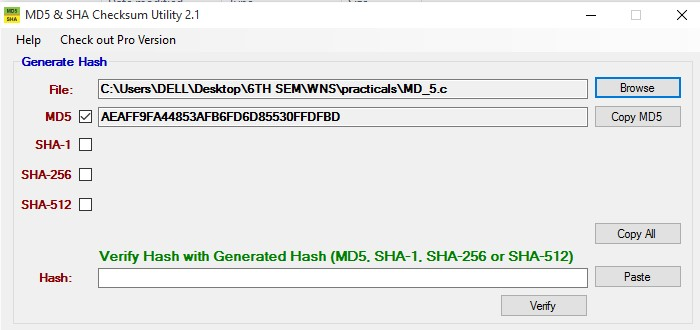 MD5
SHA
MD5 & SHA Checksum Utility 2.1
Help Check out Pro Version
Generate Hash
File: C:\Users\DELL\Desktop\6TH SEM\WNS\practicals\MD_5.c Browse
MD5 AEAFF9FA44853AFB6FD6D85530FFDFBD Copy MD5
SHA-1
SHA-256
SHA-512
Copy All
Verify Hash with Generated Hash (MD5, SHA-1, SHA-256 or SHA-512)
Hash: Paste
Verify